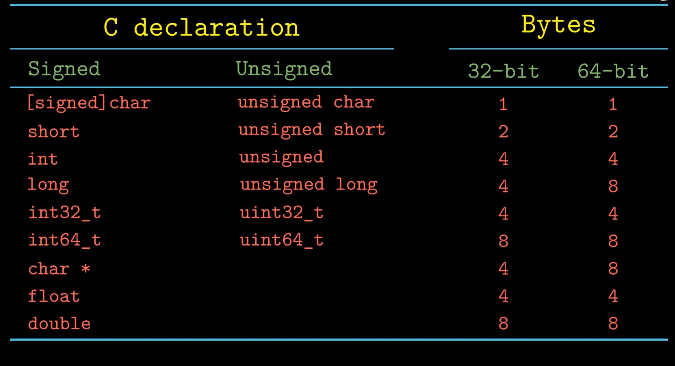 C declaration Bytes
Signed Unsigned 32-bit 64-bit
[signed]char unsigned char 1 1
short unsigned short 2 2
int unsigned 4 4
long unsigned long 4 8
int32_t uint32_t 4 4
int64_t uint64_t 8 8
char * 4 8
float 4 4
double 8 8